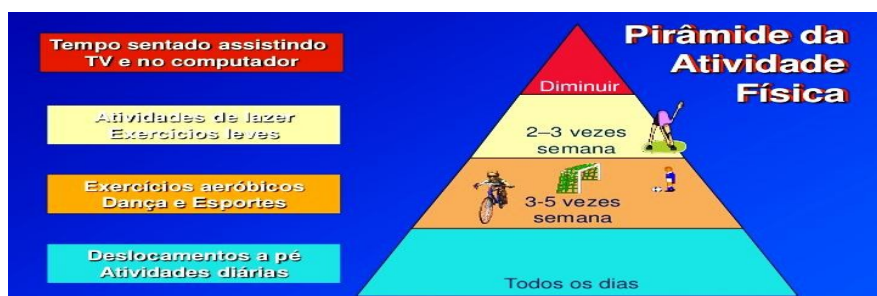 Pirâmide da
Atividade
Física
Tempo sentado assistindo
TV e no computador
Diminuir
Atividades de lazer
Exercícios leves
2–3 vezes
semana
Exercícios aeróbicos
Dança e Esportes
3-5 vezes
semana
Deslocamentos a pé
Atividades diárias
Todos os dias